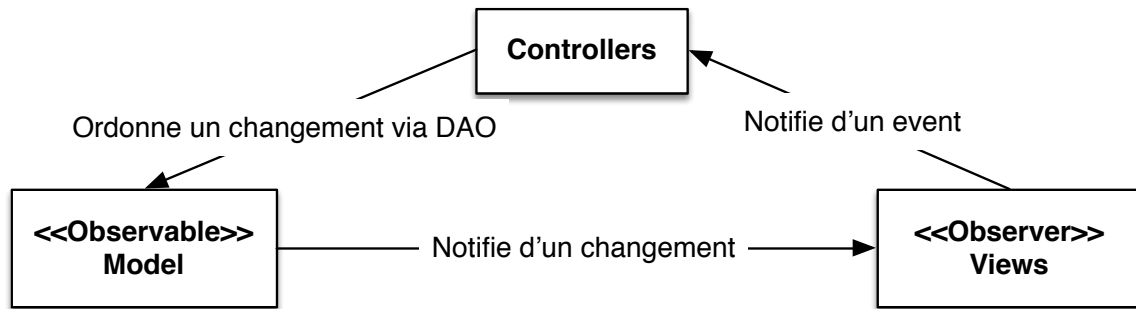 Controllers
Ordonne un changement via DAO
Notifie d’un event
<<Observable>>
Model
Notifie d’un changement
<<Observer>>
Views